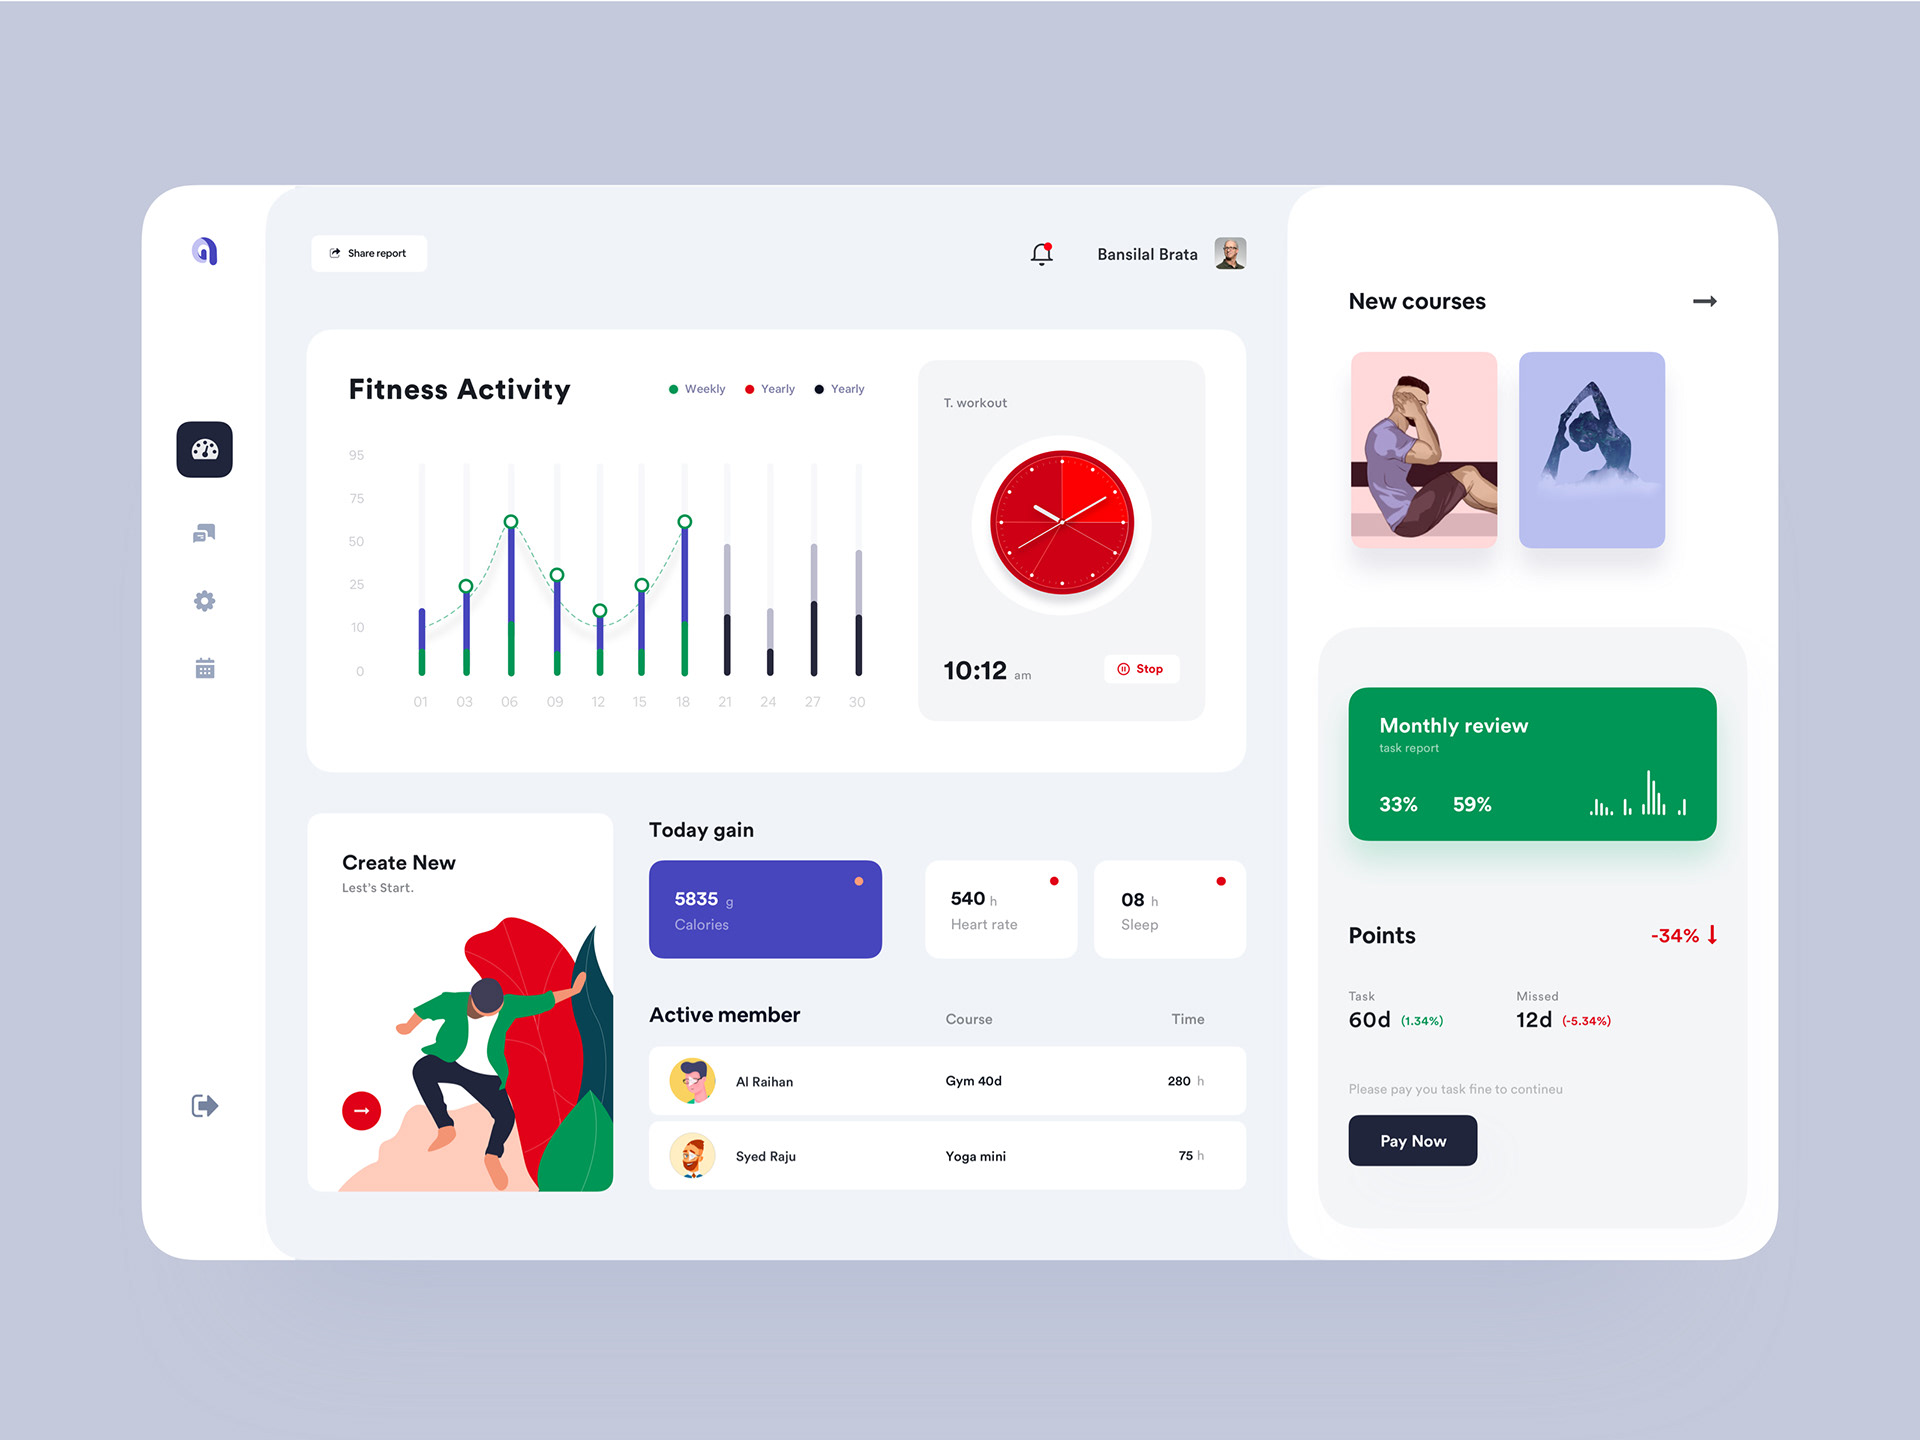 Share report
Bansilal Brata
Fitness Activity
Weekly
Yearly
Yearly
95
75
50
25
10
0
01 03 06 09 12 15 18 21 24 27 30
T. workout
10:12 am
Stop
Create New
Lest's Start.
Today gain
5835 g
Calories
540 h
Heart rate
08 h
Sleep
Active member Course Time
Al Raihan Gym 40d 280 h
Syed Raju Yoga mini 75 h
New courses
Monthly review
task report
33% 59%
Points -34%
Task Missed
60d (1.34%) 12d (-5.34%)
Please pay you task fine to contineu
Pay Now